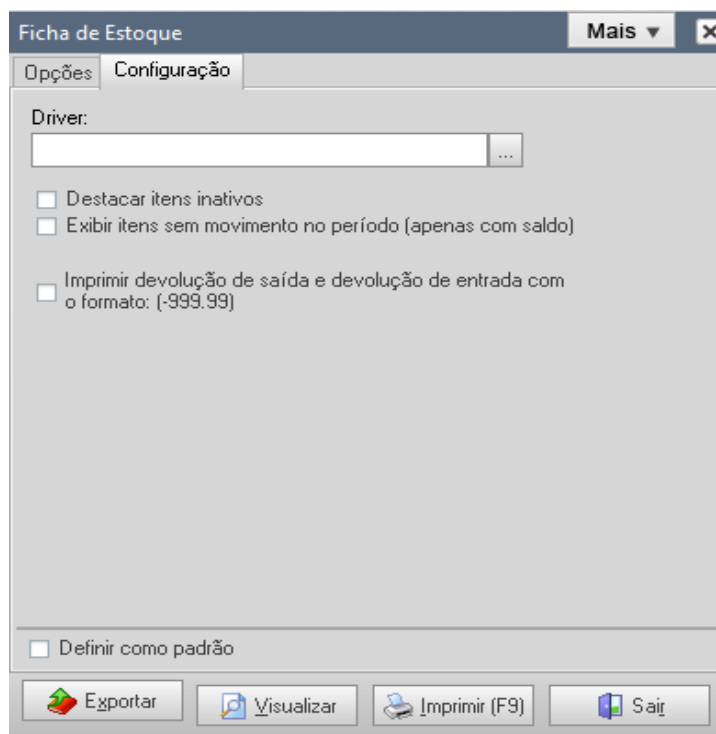 Ficha de Estoque
Mais
Opções
Configuração
Driver:
...
Destacar itens inativos
Exibir itens sem movimento no período (apenas com saldo)
Imprimir devolução de saída e devolução de entrada com
o formato: (-999.99)
Definir como padrão
Exportar
Visualizar
Imprimir (F9)
Sair